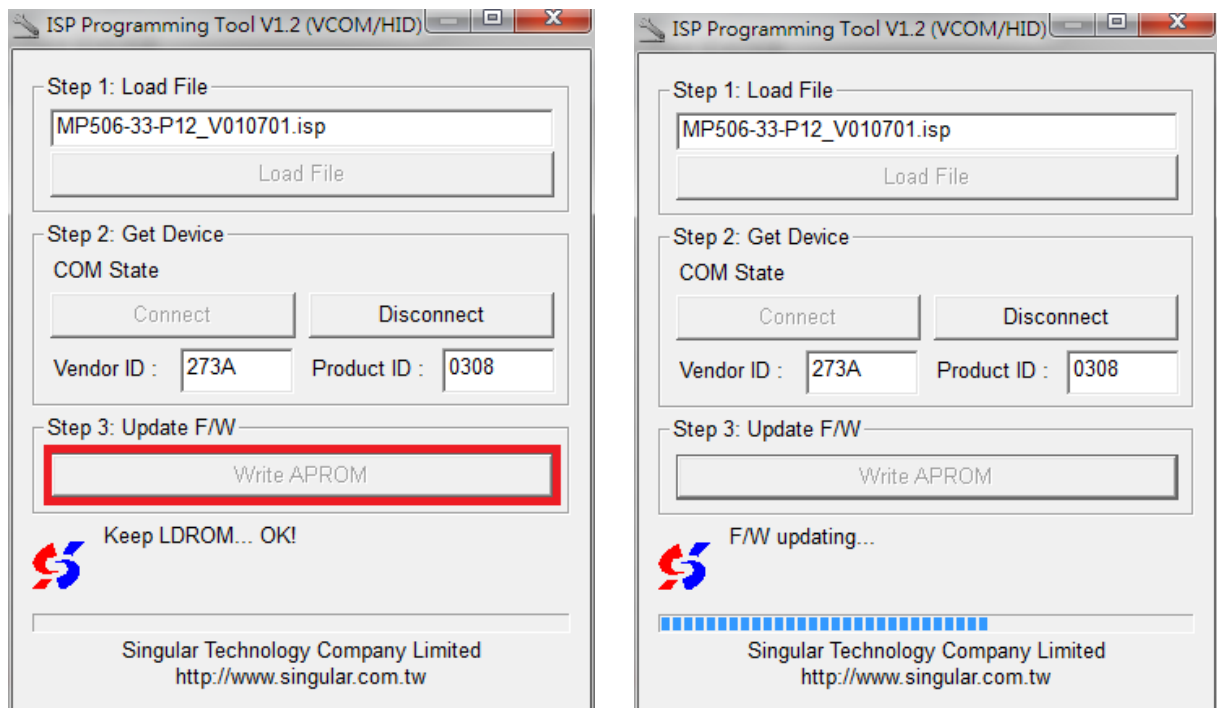 ISP Programming Tool V1.2 (VCOM/HID)
Step 1: Load File
MP506-33-P12_V010701.isp
Load File
Step 2: Get Device
COM State
Connect Disconnect
Vendor ID : 273A Product ID : 0308
Step 3: Update F/W
Write APROM
Keep LDROM... OK!
Singular Technology Company Limited
http://www.singular.com.tw
ISP Programming Tool V1.2 (VCOM/HID)
Step 1: Load File
MP506-33-P12_V010701.isp
Load File
Step 2: Get Device
COM State
Connect Disconnect
Vendor ID : 273A Product ID : 0308
Step 3: Update F/W
Write APROM
F/W updating...
Singular Technology Company Limited
http://www.singular.com.tw